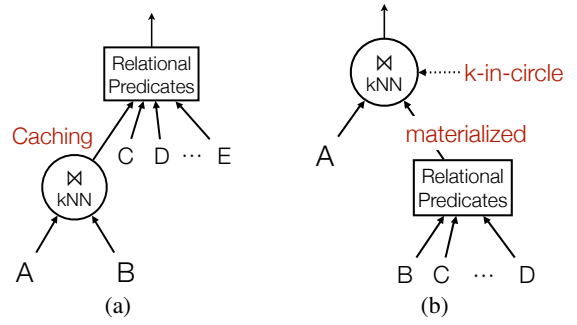 ⋈
Relational
Predicates
Caching
C D ... E
⋈
kNN
A B
(a)
⋈
kNN
k-in-circle
A
materialized
Relational
Predicates
B C ... D
(b)